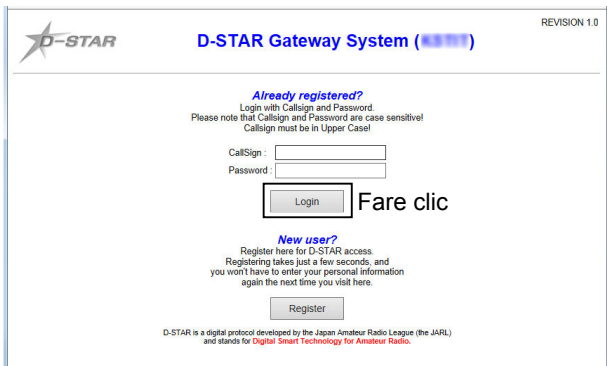 REVISION 1.0
D-STAR
D-STAR Gateway System ( )
Already registered?
Login with Callsign and Password.
Please note that Callsign and Password are case sensitive!
Callsign must be in Upper Case!
CallSign :
Password :
Login
Fare clic
New user?
Register here for D-STAR access.
Registering takes just a few seconds, and
you won't have to enter your personal information
again the next time you visit here.
Register
D-STAR is a digital protocol developed by the Japan Amateur Radio League (the JARL)
and stands for Digital Smart Technology for Amateur Radio.